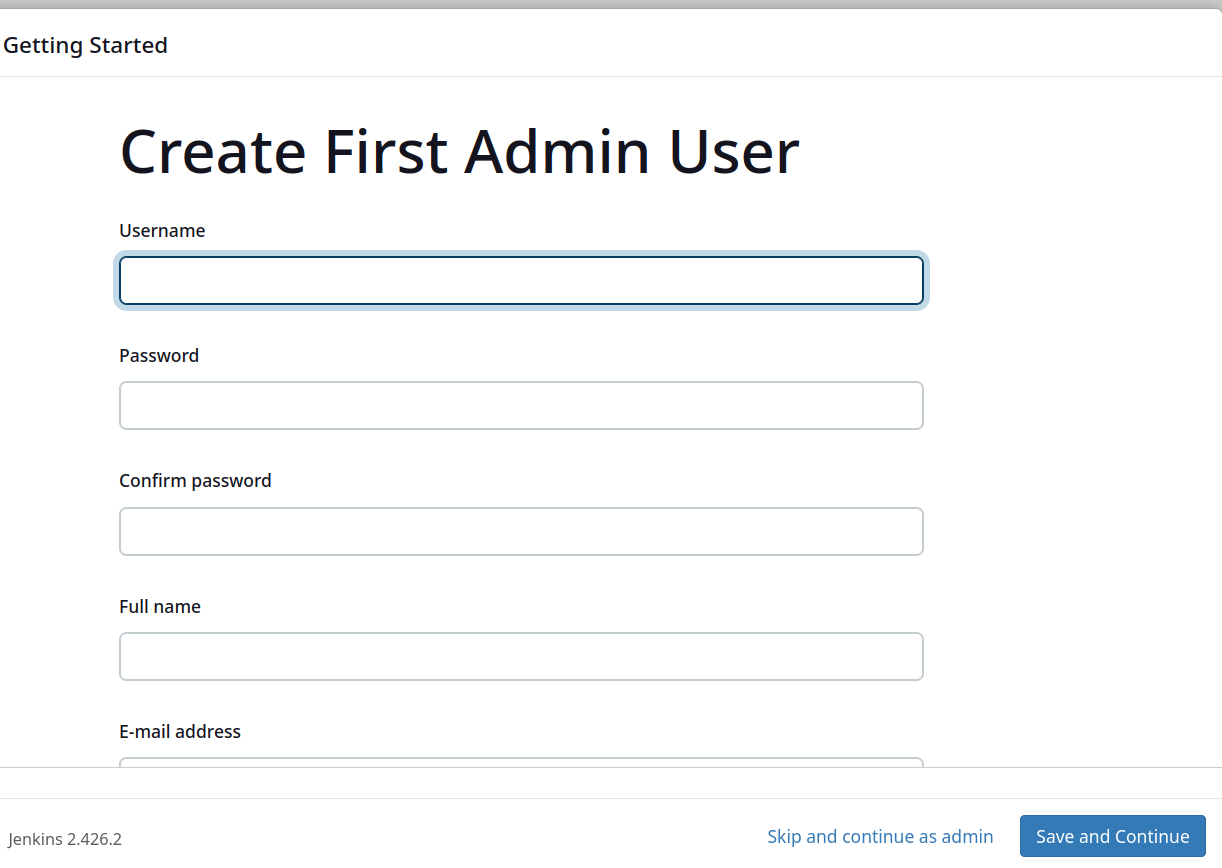 Getting Started
Create First Admin User
Username
Password
Confirm password
Full name
E-mail address
Jenkins 2.426.2
Skip and continue as admin
Save and Continue